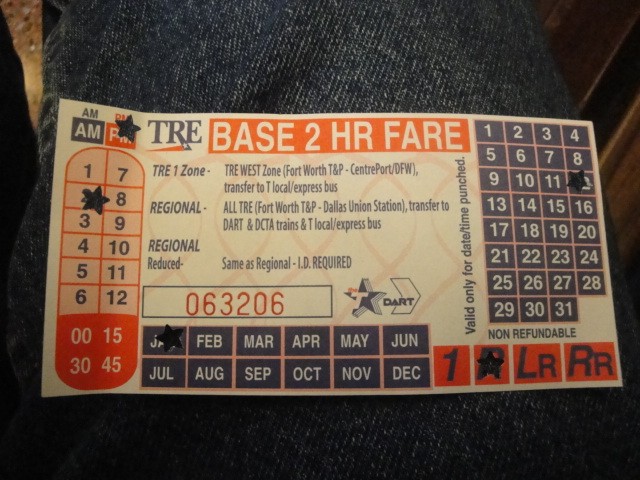 AM PM
AM PM
TRE BASE 2 HR FARE
TRE 1 Zone - TRE WEST Zone (Fort Worth T&P - CentrePort/DFW),
transfer to T local/express bus
REGIONAL - ALL TRE (Fort Worth T&P - Dallas Union Station), transfer to
DART & DCTA trains & T local/express bus
REGIONAL
Reduced- Same as Regional - I.D. REQUIRED
063206
DART
1 7
8
3 9
4 10
5 11
6 12
00 15
30 45
FEB MAR APR MAY JUN
JUL AUG SEP OCT NOV DEC
Valid only for date/time punched.
1 2 3 4
5 6 7 8
9 10 11
13 14 15 16
17 18 19 20
21 22 23 24
25 26 27 28
29 30 31
NON REFUNDABLE
1 LR RR